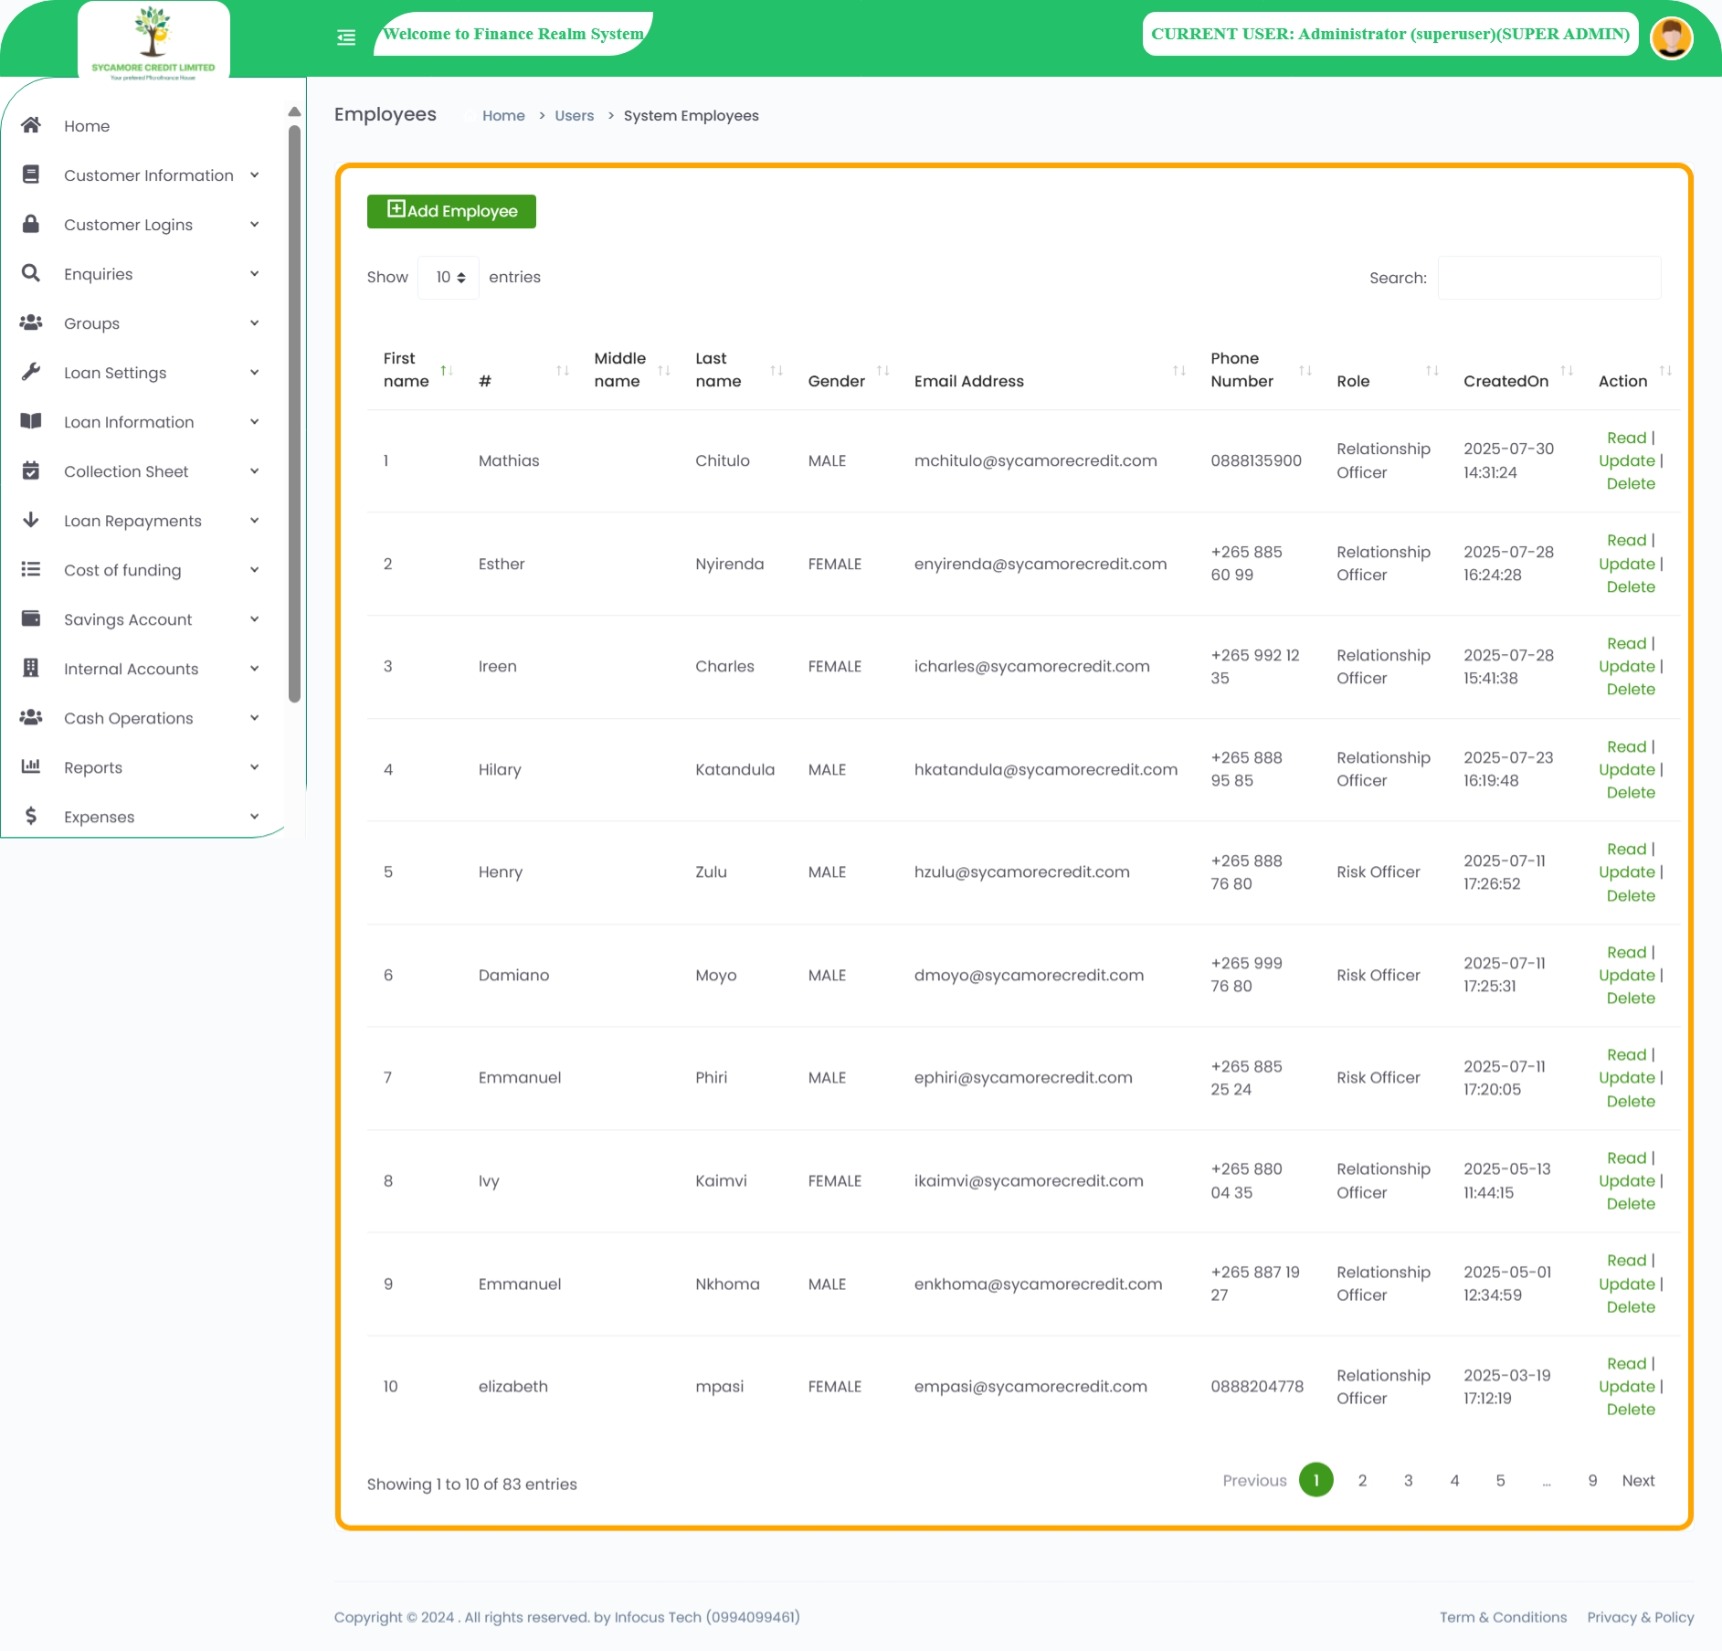 SYCAMORE CREDIT LIMITED
Your preferred Microfinance House
Welcome to Finance Realm System
CURRENT USER: Administrator (superuser)(SUPER ADMIN)
Home
Customer Information
Customer Logins
Enquiries
Groups
Loan Settings
Loan Information
Collection Sheet
Loan Repayments
Cost of funding
Savings Account
Internal Accounts
Cash Operations
Reports
Expenses
Employees Home > Users > System Employees
Add Employee
Show 10 entries
Search:
First name # Middle name Last name Gender Email Address Phone Number Role CreatedOn Action
1 Mathias Chitulo MALE mchitulo@sycamorecredit.com 0888135900 Relationship Officer 2025-07-30 14:31:24 Read | Update | Delete
2 Esther Nyirenda FEMALE enyirenda@sycamorecredit.com +265 885 60 99 Relationship Officer 2025-07-28 16:24:28 Read | Update | Delete
3 Ireen Charles FEMALE icharles@sycamorecredit.com +265 992 12 35 Relationship Officer 2025-07-28 15:41:38 Read | Update | Delete
4 Hilary Katandula MALE hkatandula@sycamorecredit.com +265 888 95 85 Relationship Officer 2025-07-23 16:19:48 Read | Update | Delete
5 Henry Zulu MALE hzulu@sycamorecredit.com +265 888 76 80 Risk Officer 2025-07-11 17:26:52 Read | Update | Delete
6 Damiano Moyo MALE dmoyo@sycamorecredit.com +265 999 76 80 Risk Officer 2025-07-11 17:25:31 Read | Update | Delete
7 Emmanuel Phiri MALE ephiri@sycamorecredit.com +265 885 25 24 Risk Officer 2025-07-11 17:20:05 Read | Update | Delete
8 Ivy Kaimvi FEMALE ikaimvi@sycamorecredit.com +265 880 04 35 Relationship Officer 2025-05-13 11:44:15 Read | Update | Delete
9 Emmanuel Nkhoma MALE enkhoma@sycamorecredit.com +265 887 19 27 Relationship Officer 2025-05-01 12:34:59 Read | Update | Delete
10 elizabeth mpasi FEMALE empasi@sycamorecredit.com 0888204778 Relationship Officer 2025-03-19 17:12:19 Read | Update | Delete
Showing 1 to 10 of 83 entries
Previous 1 2 3 4 5 ... 9 Next
Copyright © 2024 . All rights reserved. by Infocus Tech (0994099461)
Term & Conditions Privacy & Policy